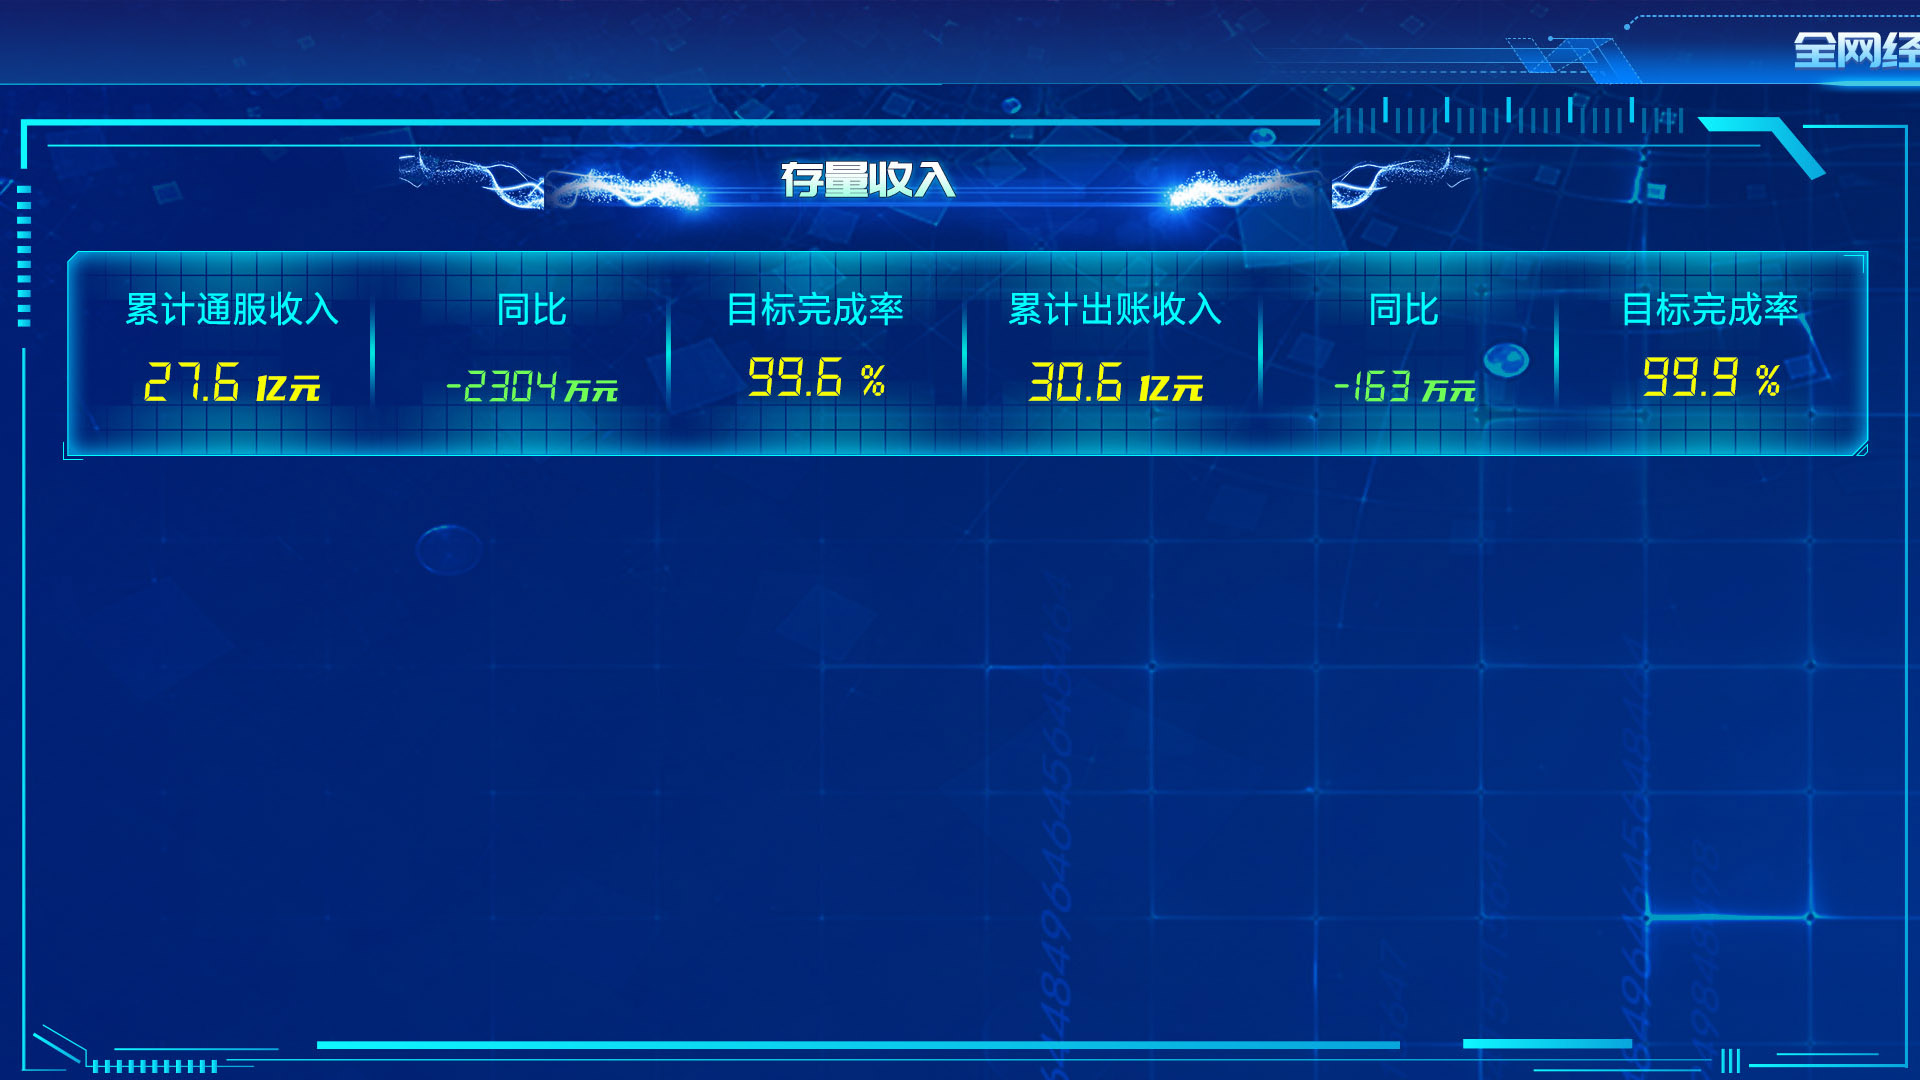 全网经
存量收入
累计通服收入 同比 目标完成率 累计出账收入 同比 目标完成率
27.6 亿元 -2304 万元 99.6 % 30.6 亿元 -163 万元 99.9 %